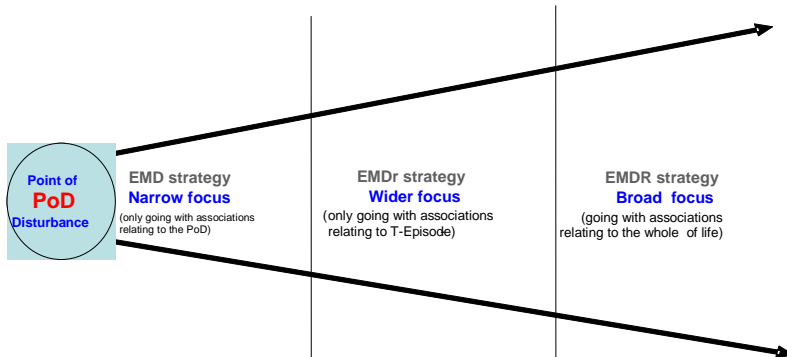 Point of
PoD
Disturbance
EMD strategy
Narrow focus
(only going with associations
relating to the PoD)
EMDr strategy
Wider focus
(only going with associations
relating to T-Episode)
EMDR strategy
Broad focus
(going with associations
relating to the whole of life)